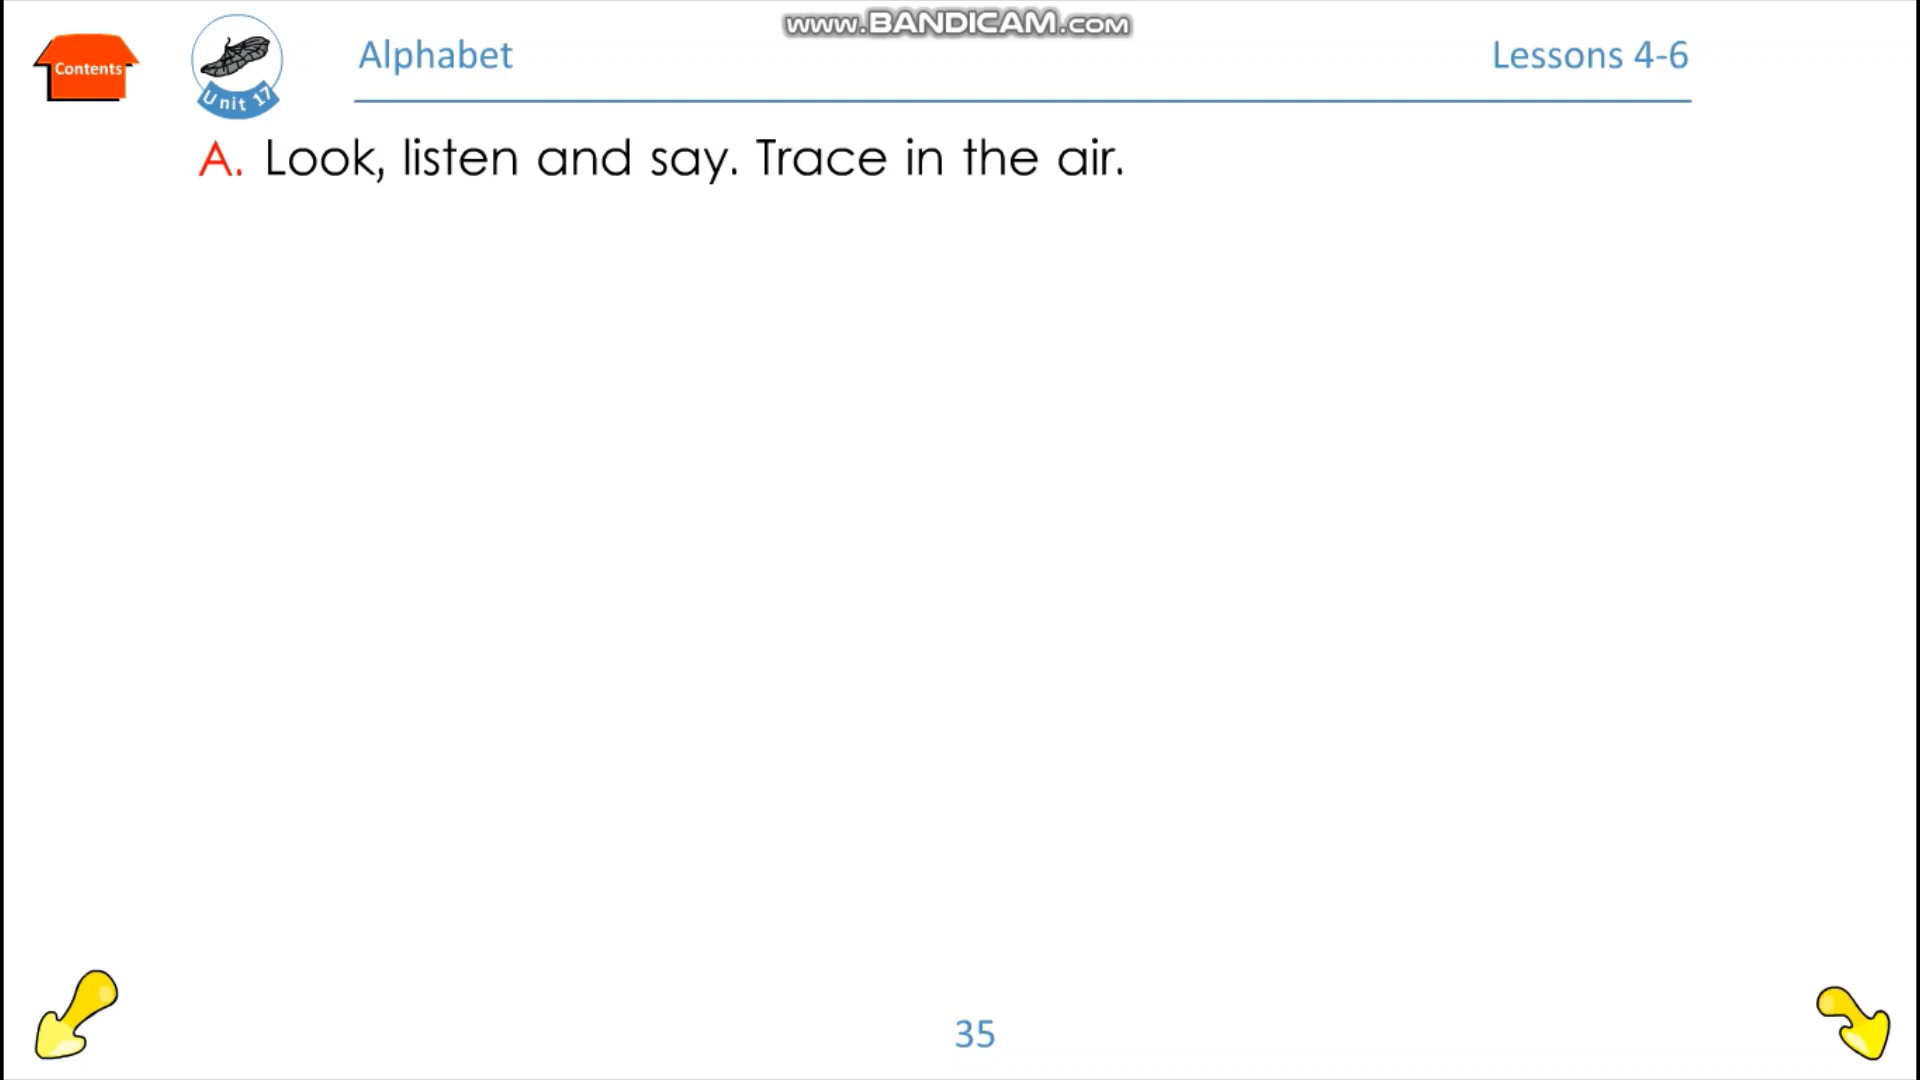 www.BANDICAM.com
Contents
Unit 17
Alphabet
Lessons 4-6
A. Look, listen and say. Trace in the air.
35